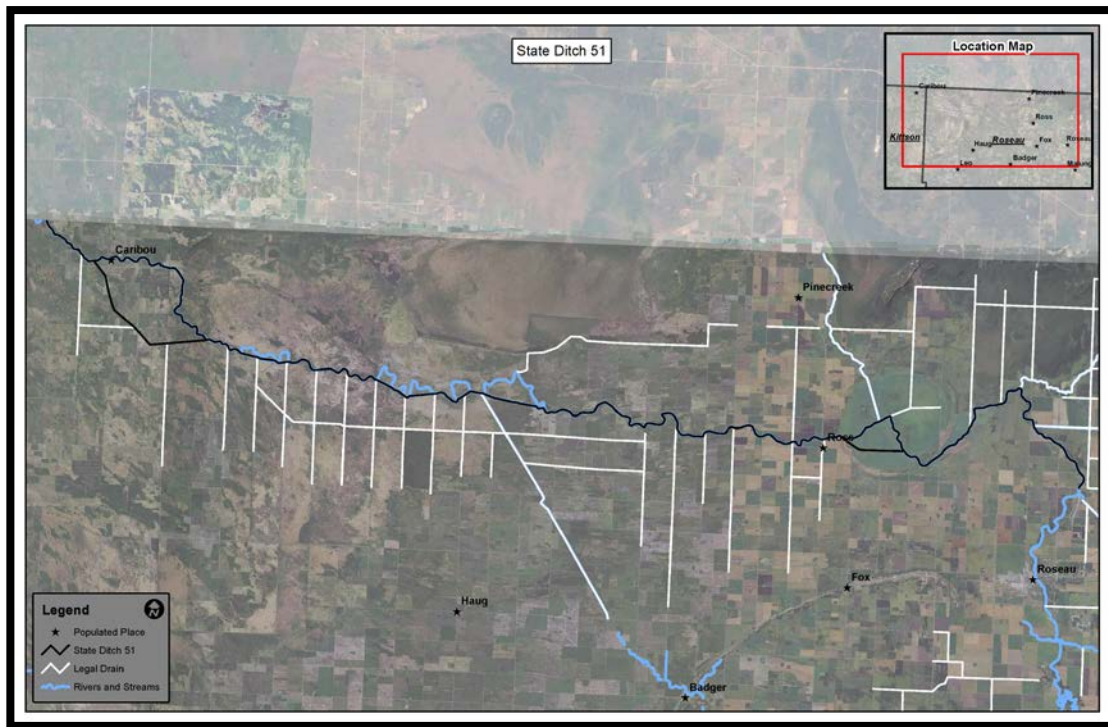 State Ditch 51
Location Map
Caribou
Pinecreek
Ross
Kittson
Roseau
Haug
Fox
Roseau
Leo
Badger
Malung
Caribou
Pinecreek
Ross
Fox
Roseau
Haug
Badger
Legend
N
Populated Place
State Ditch 51
Legal Drain
Rivers and Streams